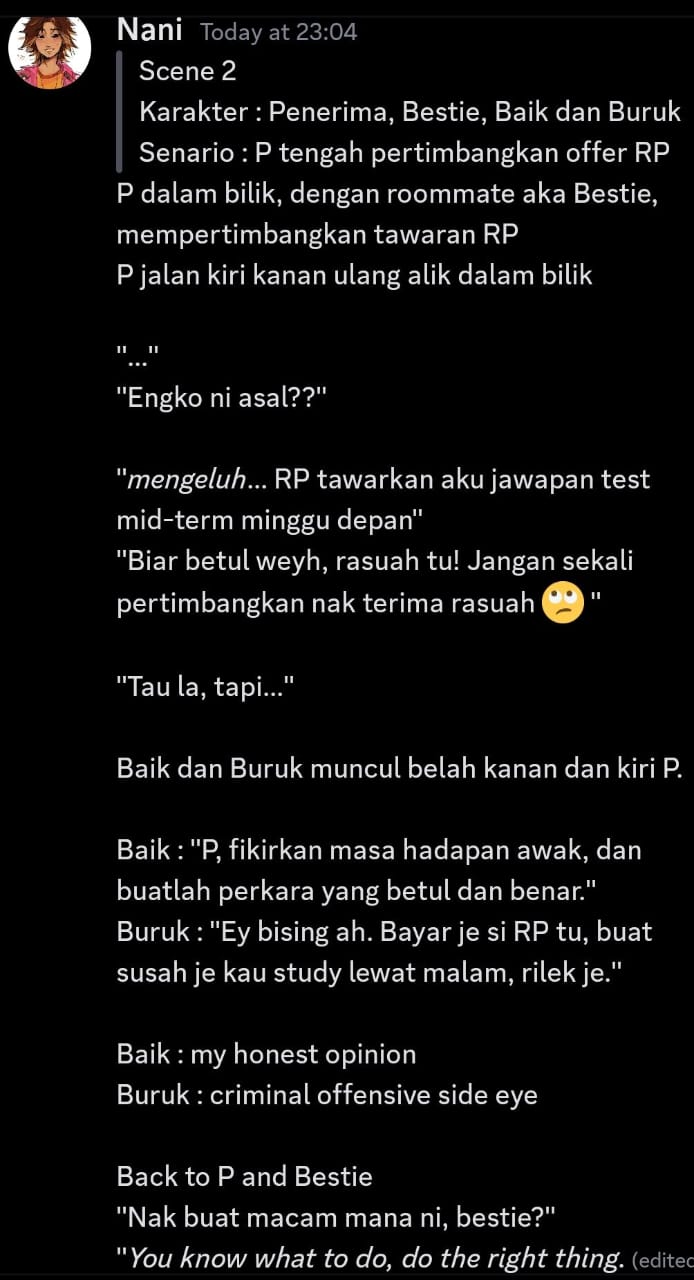 Nani Today at 23:04
Scene 2
Karakter : Penerima, Bestie, Baik dan Buruk
Senario : P tengah pertimbangkan offer RP
P dalam bilik, dengan roommate aka Bestie,
mempertimbangkan tawaran RP
P jalan kiri kanan ulang alik dalam bilik
"..."
"Engko ni asal??"
"mengeluh... RP tawarkan aku jawapan test
mid-term minggu depan"
"Biar betul weyh, rasuah tu! Jangan sekali
pertimbangkan nak terima rasuah 🙄 "
"Tau la, tapi..."
Baik dan Buruk muncul belah kanan dan kiri P.
Baik : "P, fikirkan masa hadapan awak, dan
buatlah perkara yang betul dan benar."
Buruk : "Ey bising ah. Bayar je si RP tu, buat
susah je kau study lewat malam, rilek je."
Baik : my honest opinion
Buruk : criminal offensive side eye
Back to P and Bestie
"Nak buat macam mana ni, bestie?"
"You know what to do, do the right thing. (edited